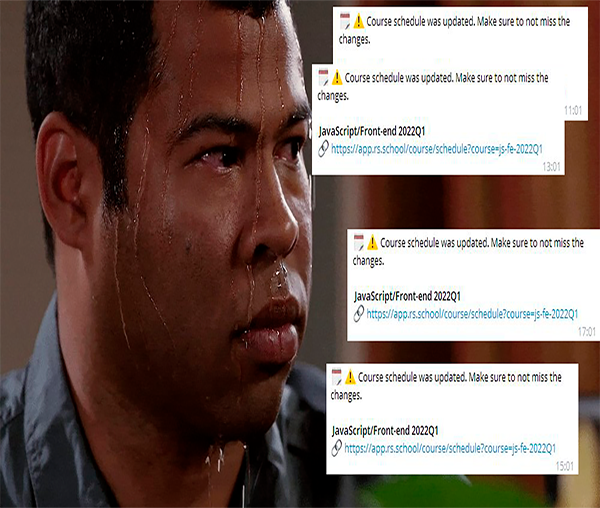 🗓 ⚠️ Course schedule was updated. Make sure to not miss the
changes.
11:01
🗓 ⚠️ Course schedule was updated. Make sure to not miss the
changes.
JavaScript/Front-end 2022Q1
🔗 https://app.rs.school/course/schedule?course=js-fe-2022Q1
13:01
🗓 ⚠️ Course schedule was updated. Make sure to not miss the
changes.
JavaScript/Front-end 2022Q1
🔗 https://app.rs.school/course/schedule?course=js-fe-2022Q1
17:01
🗓 ⚠️ Course schedule was updated. Make sure to not miss the
changes.
JavaScript/Front-end 2022Q1
🔗 https://app.rs.school/course/schedule?course=js-fe-2022Q1
15:01